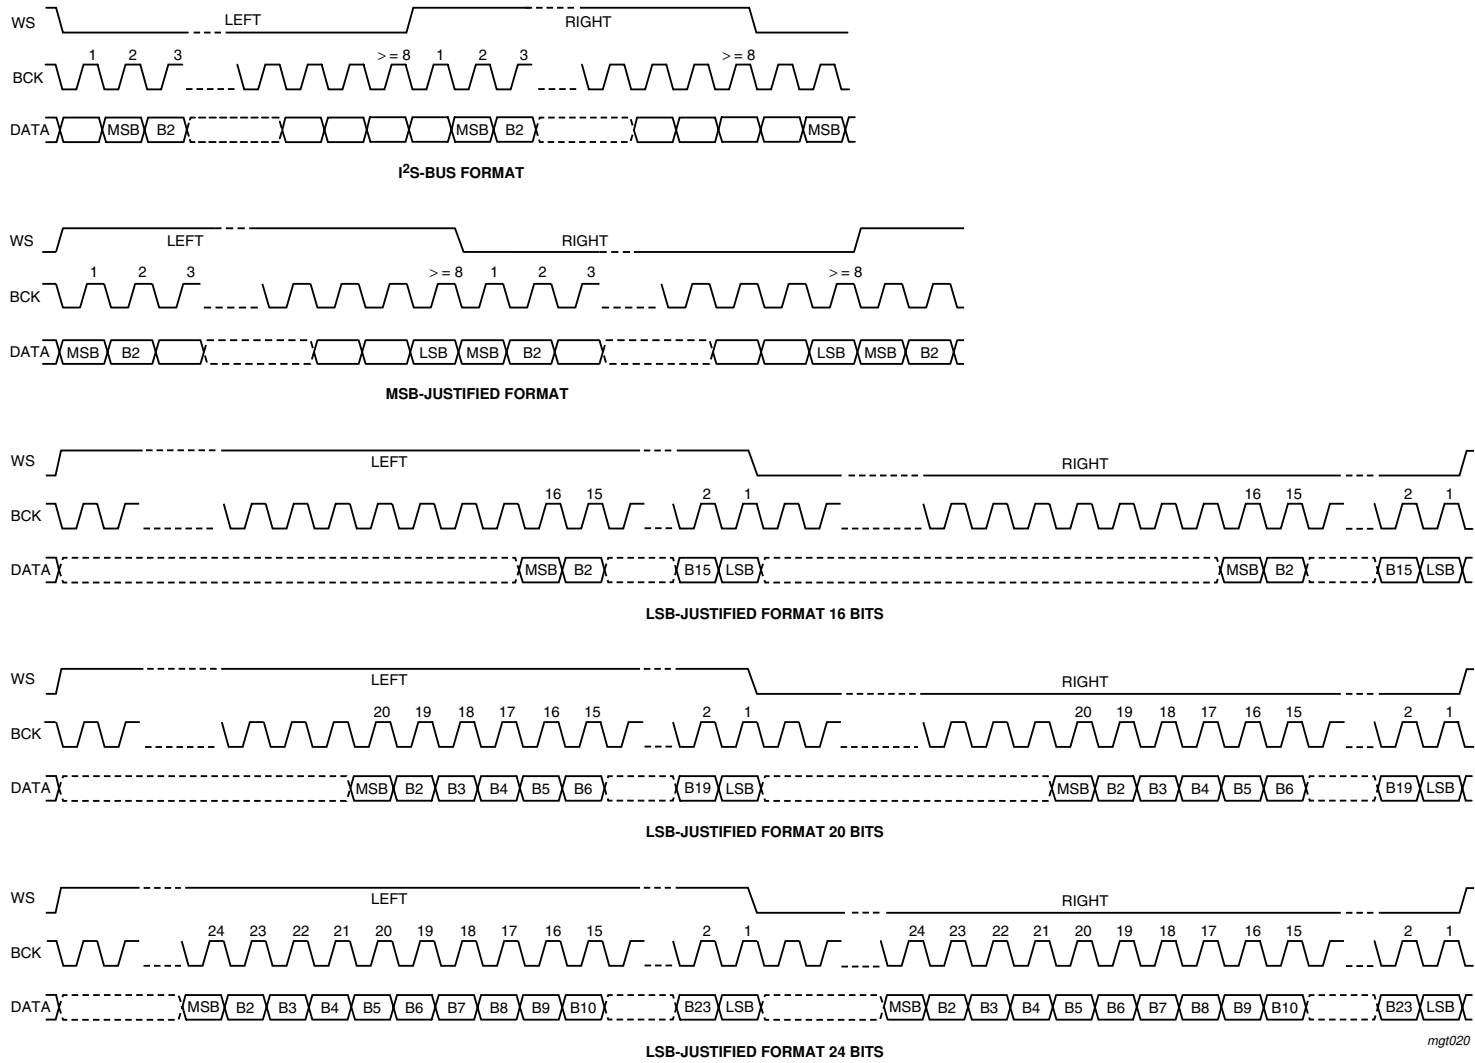 WS LEFT RIGHT
BCK 1 2 3 >= 8 1 2 3 >= 8
DATA MSB B2 MSB B2 MSB
I²S-BUS FORMAT
WS LEFT RIGHT
BCK 1 2 3 >= 8 1 2 3 >= 8
DATA MSB B2 LSB MSB B2 LSB MSB B2
MSB-JUSTIFIED FORMAT
WS LEFT RIGHT
BCK 16 15 2 1 16 15 2 1
DATA MSB B2 B15 LSB MSB B2 B15 LSB
LSB-JUSTIFIED FORMAT 16 BITS
WS LEFT RIGHT
BCK 20 19 18 17 16 15 2 1 20 19 18 17 16 15 2 1
DATA MSB B2 B3 B4 B5 B6 B19 LSB MSB B2 B3 B4 B5 B6 B19 LSB
LSB-JUSTIFIED FORMAT 20 BITS
WS LEFT RIGHT
BCK 24 23 22 21 20 19 18 17 16 15 2 1 24 23 22 21 20 19 18 17 16 15 2 1
DATA MSB B2 B3 B4 B5 B6 B7 B8 B9 B10 B23 LSB MSB B2 B3 B4 B5 B6 B7 B8 B9 B10 B23 LSB
LSB-JUSTIFIED FORMAT 24 BITS
mgt020